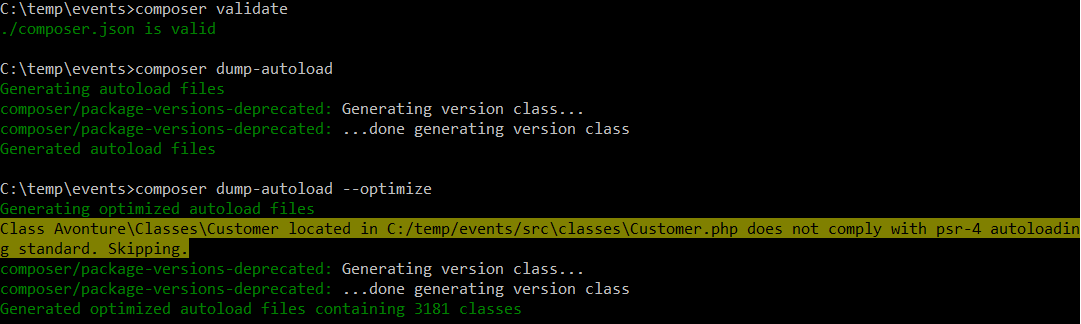 C:\temp\events>composer validate
./composer.json is valid
C:\temp\events>composer dump-autoload
Generating autoload files
composer/package-versions-deprecated: Generating version class...
composer/package-versions-deprecated: ...done generating version class
Generated autoload files
C:\temp\events>composer dump-autoload --optimize
Generating optimized autoload files
Class Avonture\Classes\Customer located in C:/temp/events/src\classes\Customer.php does not comply with psr-4 autoloadin
g standard. Skipping.
composer/package-versions-deprecated: Generating version class...
composer/package-versions-deprecated: ...done generating version class
Generated optimized autoload files containing 3181 classes